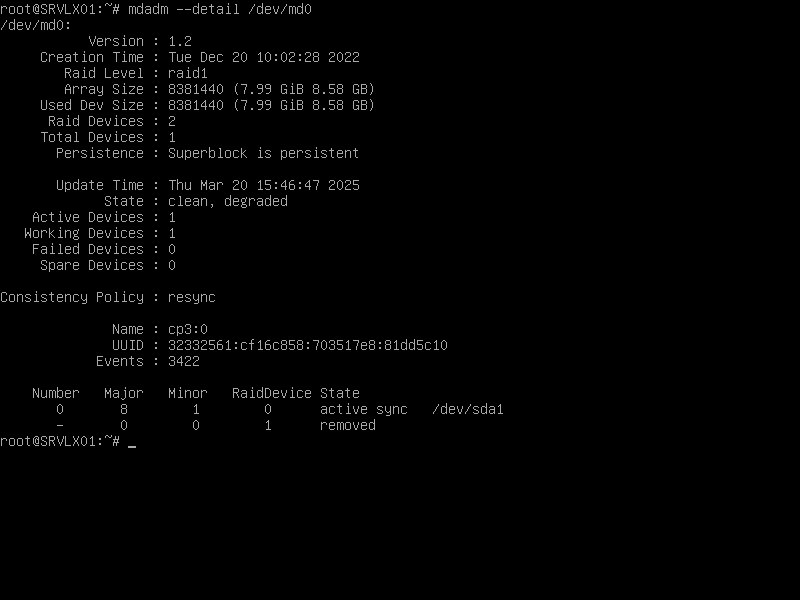 root@SRVLX01:~# mdadm --detail /dev/md0
/dev/md0:
           Version : 1.2
     Creation Time : Tue Dec 20 10:02:28 2022
        Raid Level : raid1
        Array Size : 8381440 (7.99 GiB 8.58 GB)
     Used Dev Size : 8381440 (7.99 GiB 8.58 GB)
      Raid Devices : 2
     Total Devices : 1
       Persistence : Superblock is persistent

       Update Time : Thu Mar 20 15:46:47 2025
             State : clean, degraded
    Active Devices : 1
   Working Devices : 1
    Failed Devices : 0
     Spare Devices : 0

Consistency Policy : resync

              Name : cp3:0
              UUID : 32332561:cf16c858:703517e8:81dd5c10
            Events : 3422

    Number   Major   Minor   RaidDevice State
       0       8        1        0      active sync   /dev/sda1
       -       0        0        1      removed
root@SRVLX01:~# _